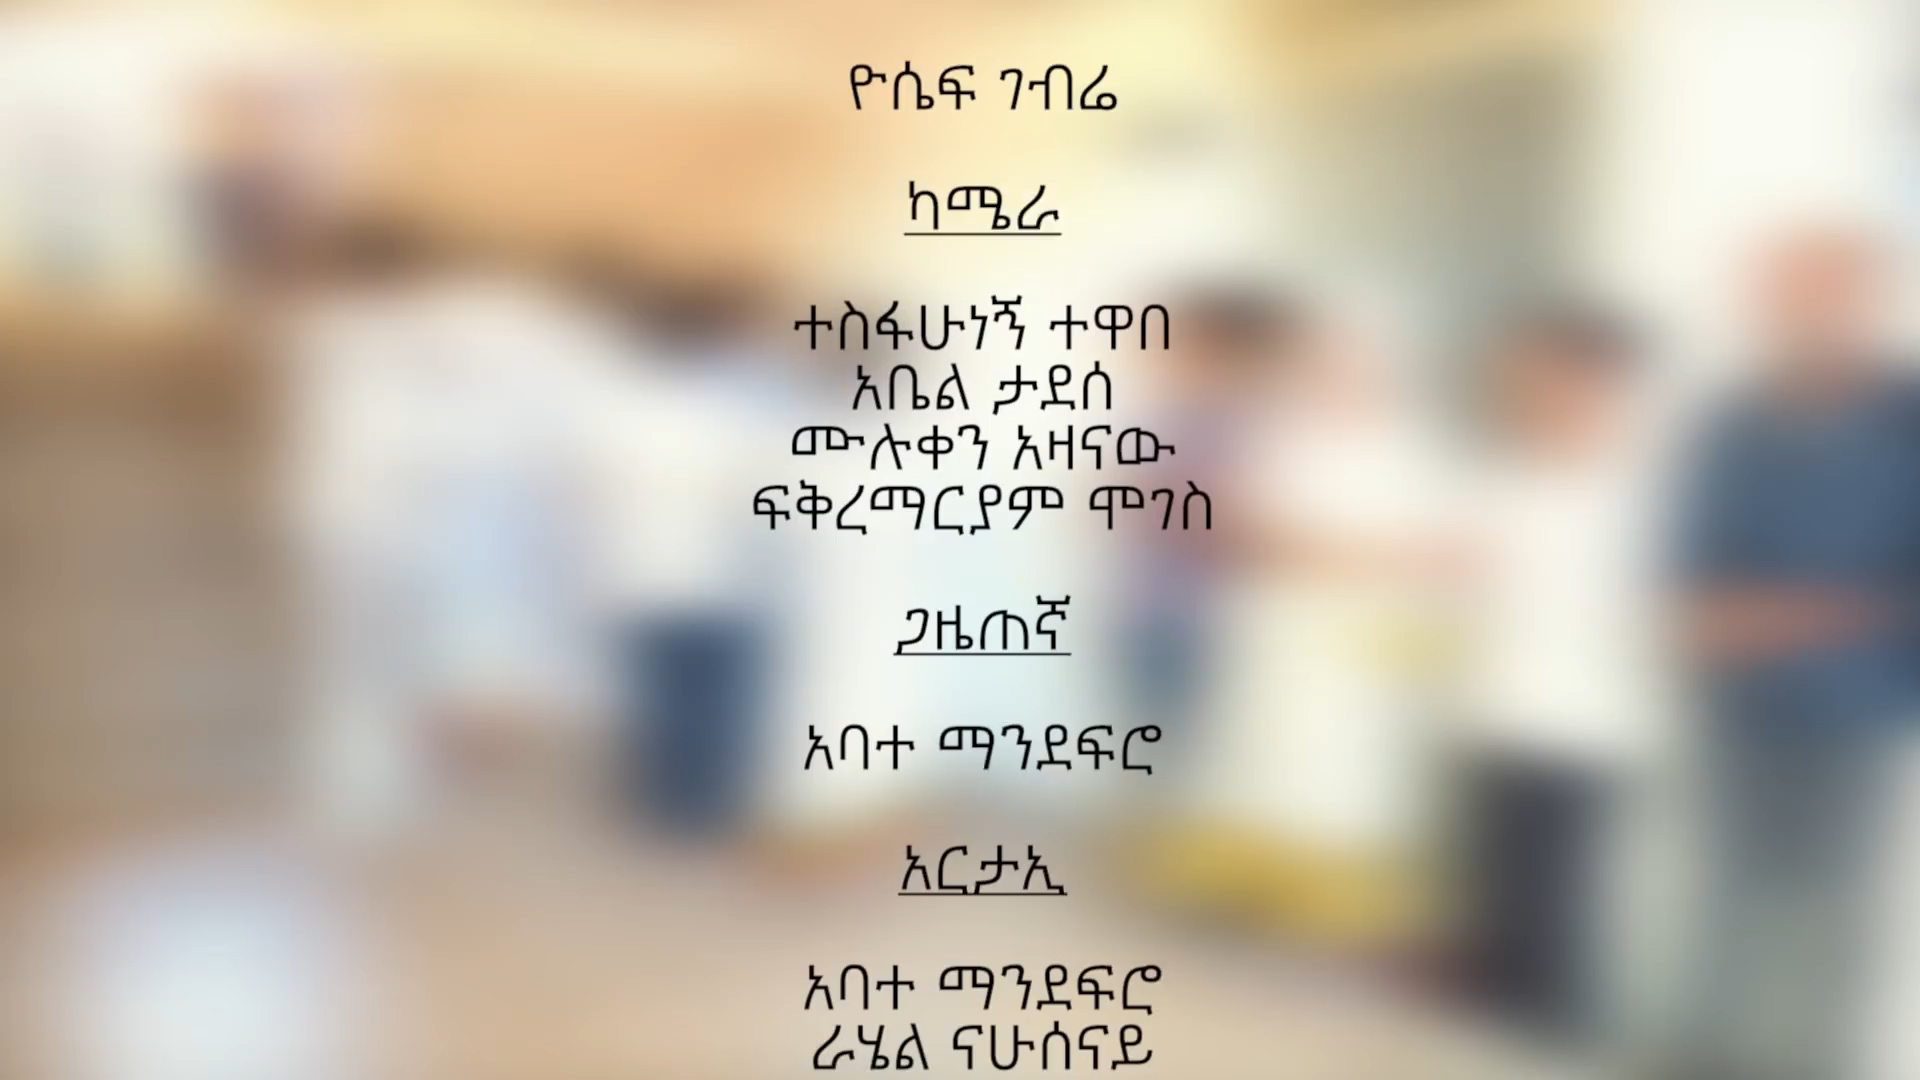 ዮሴፍ ገብሬ
ካሜራ
ተስፋሁነኝ ተዋበ
አቤል ታደሰ
ሙሉቀን አዛናው
ፍቅረማርያም ሞገስ
ጋዜጠኛ
አባተ ማንደፍሮ
አርታኢ
አባተ ማንደፍሮ
ራሄል ናሁሰናይ